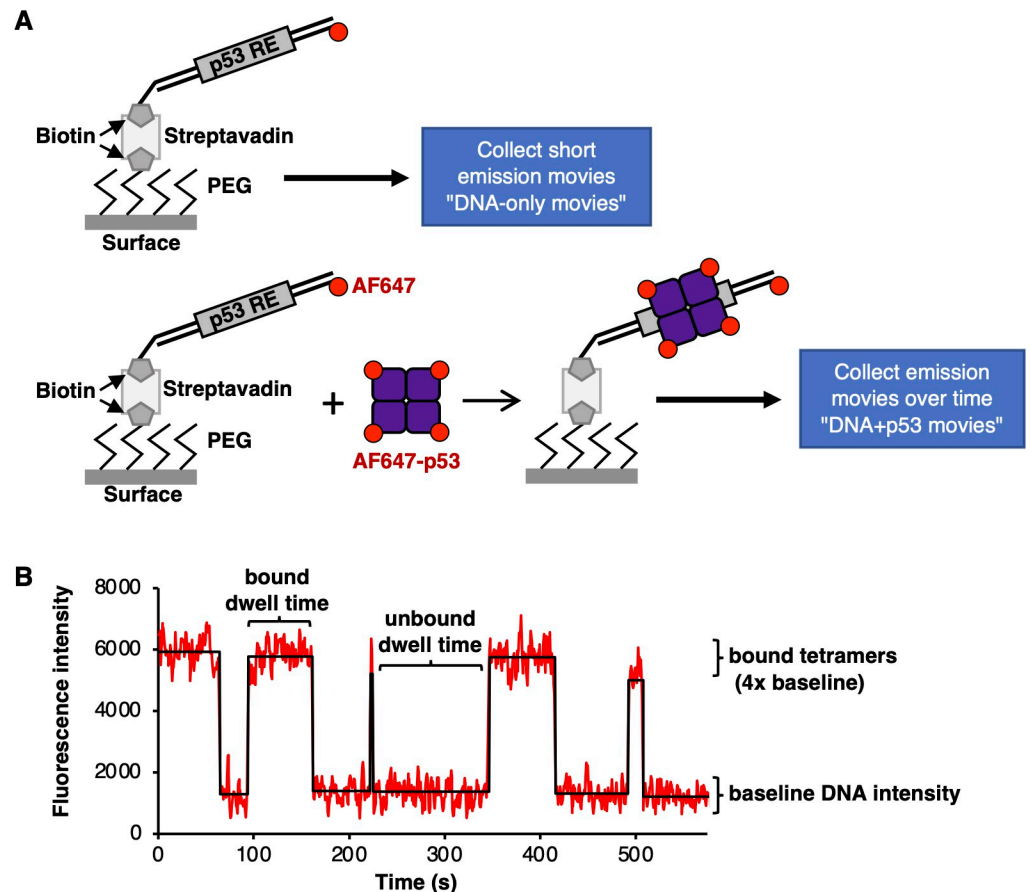 A
p53 RE
Biotin
Streptavadin
PEG
Surface
Collect short
emission movies
"DNA-only movies"
p53 RE
AF647
Biotin
Streptavadin
PEG
Surface
+
AF647-p53
Collect emission
movies over time
"DNA+p53 movies"
B
Fluorescence intensity
8000
6000
4000
2000
0
bound
dwell time
unbound
dwell time
bound tetramers
(4x baseline)
baseline DNA intensity
0
100
200
300
400
500
Time (s)